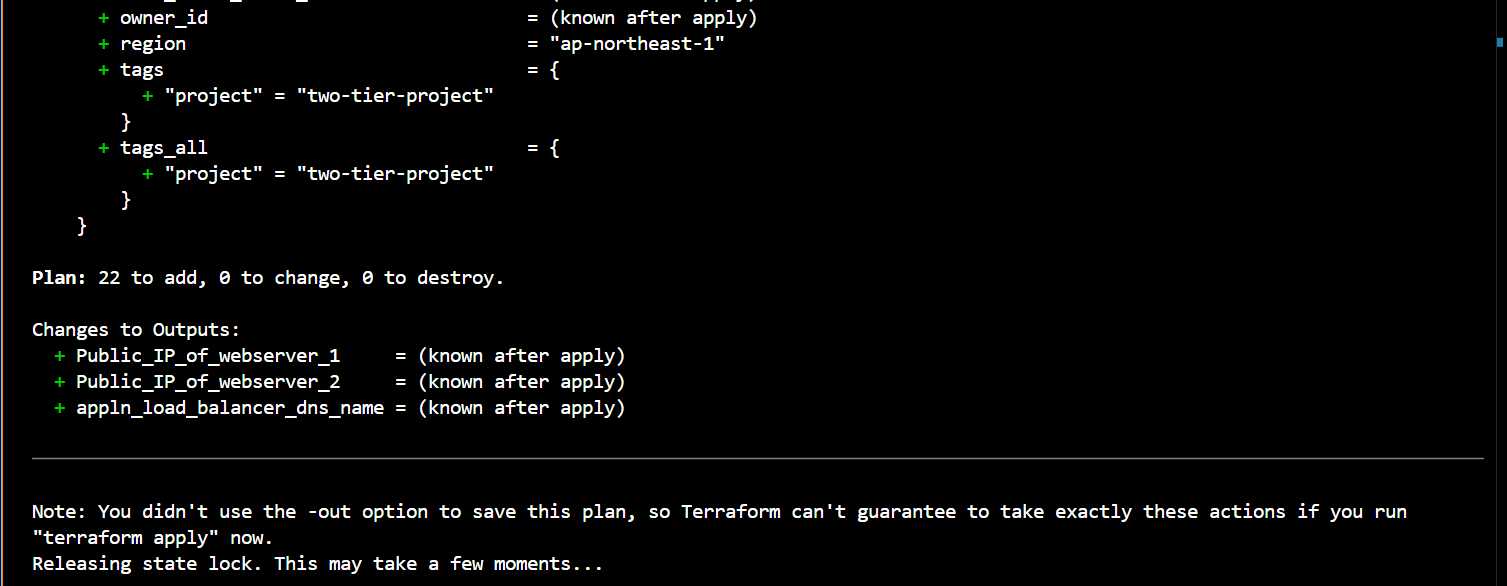 + owner_id = (known after apply)
+ region = "ap-northeast-1"
+ tags = {
+ "project" = "two-tier-project"
}
+ tags_all = {
+ "project" = "two-tier-project"
}
}
Plan: 22 to add, 0 to change, 0 to destroy.
Changes to Outputs:
+ Public_IP_of_webserver_1 = (known after apply)
+ Public_IP_of_webserver_2 = (known after apply)
+ appln_load_balancer_dns_name = (known after apply)
Note: You didn't use the -out option to save this plan, so Terraform can't guarantee to take exactly these actions if you run
"terraform apply" now.
Releasing state lock. This may take a few moments...